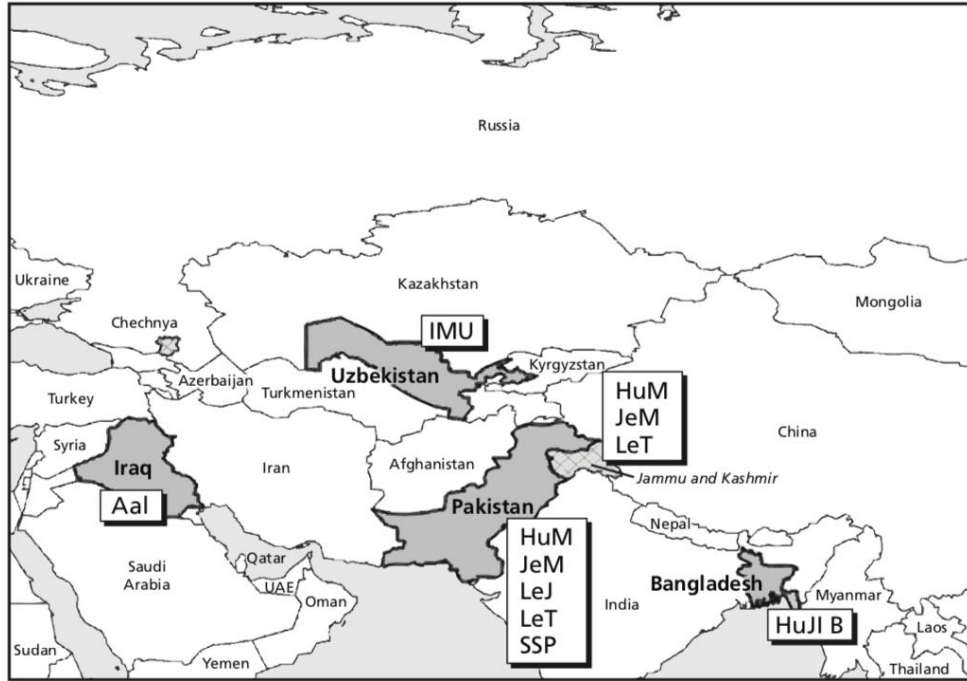 Russia
Ukraine
Kazakhstan
Mongolia
Chechnya
IMU
Kyrgyzstan
Azerbaijan
Uzbekistan
Turkmenistan
Turkey
HuM
JeM
LeT
China
Syria
Iraq
Iran
Afghanistan
Jammu and Kashmir
AaI
Pakistan
Nepal
HuM
JeM
LeJ
LeT
SSP
Qatar
Saudi
Arabia
UAE
Oman
India
Bangladesh
Myanmar
HuJI B
Laos
Sudan
Yemen
Thailand